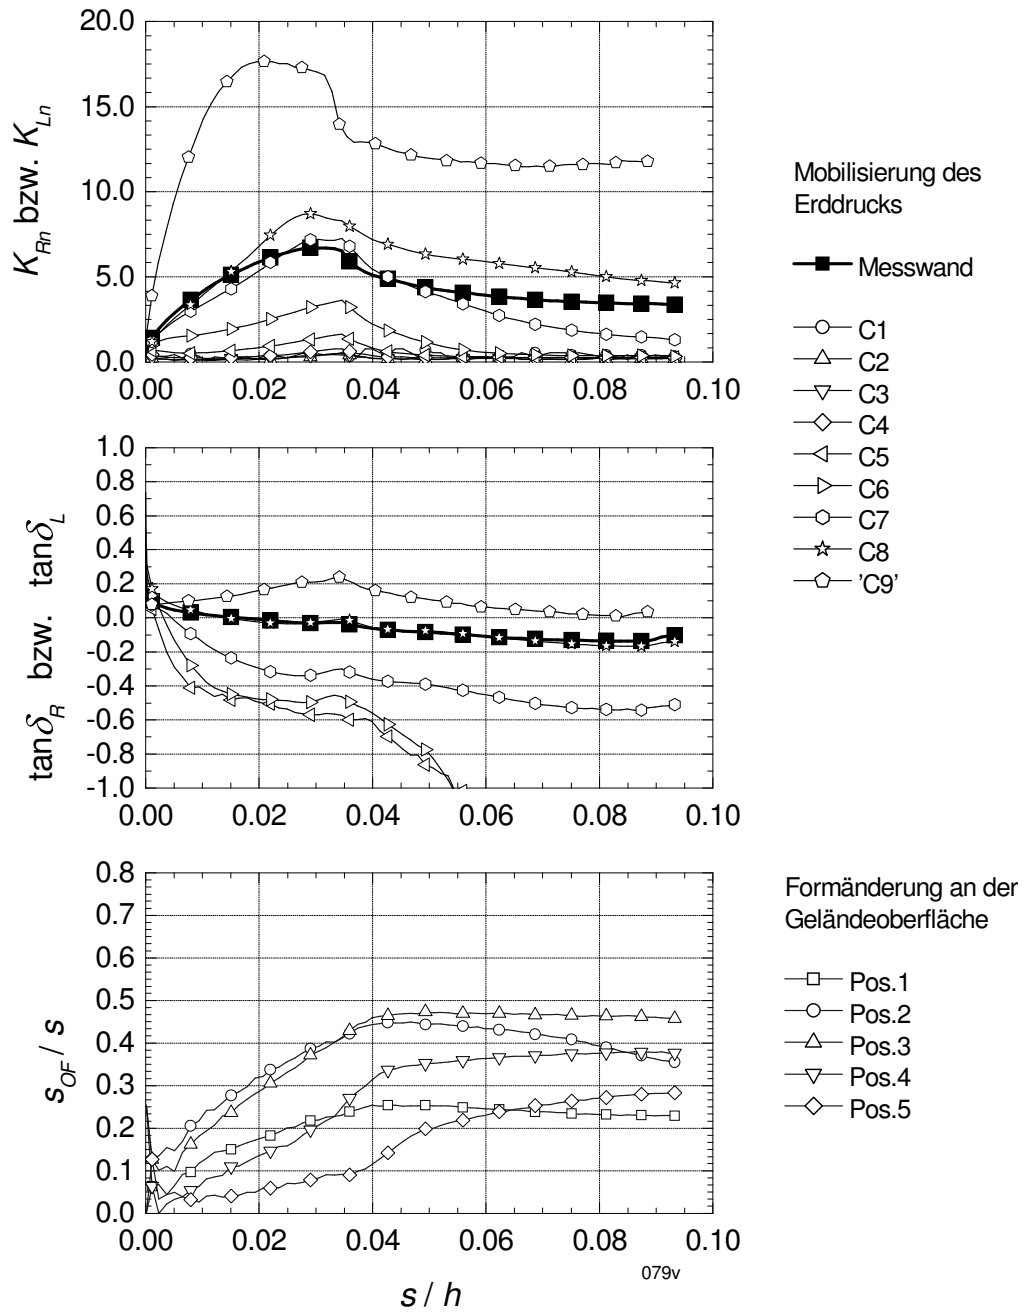 20.0
15.0
10.0
5.0
0.0
K_Rn bzw. K_Ln
0.00 0.02 0.04 0.06 0.08 0.10
Mobilisierung des
Erddrucks
Messwand
C1
C2
C3
C4
C5
C6
C7
C8
'C9'
1.0
0.8
0.6
0.4
0.2
0.0
-0.2
-0.4
-0.6
-0.8
-1.0
tanδ_R bzw. tanδ_L
0.00 0.02 0.04 0.06 0.08 0.10
0.8
0.7
0.6
0.5
0.4
0.3
0.2
0.1
0.0
s_OF / s
0.00 0.02 0.04 0.06 0.08 0.10
Formänderung an der
Geländeoberfläche
Pos.1
Pos.2
Pos.3
Pos.4
Pos.5
079v
s / h